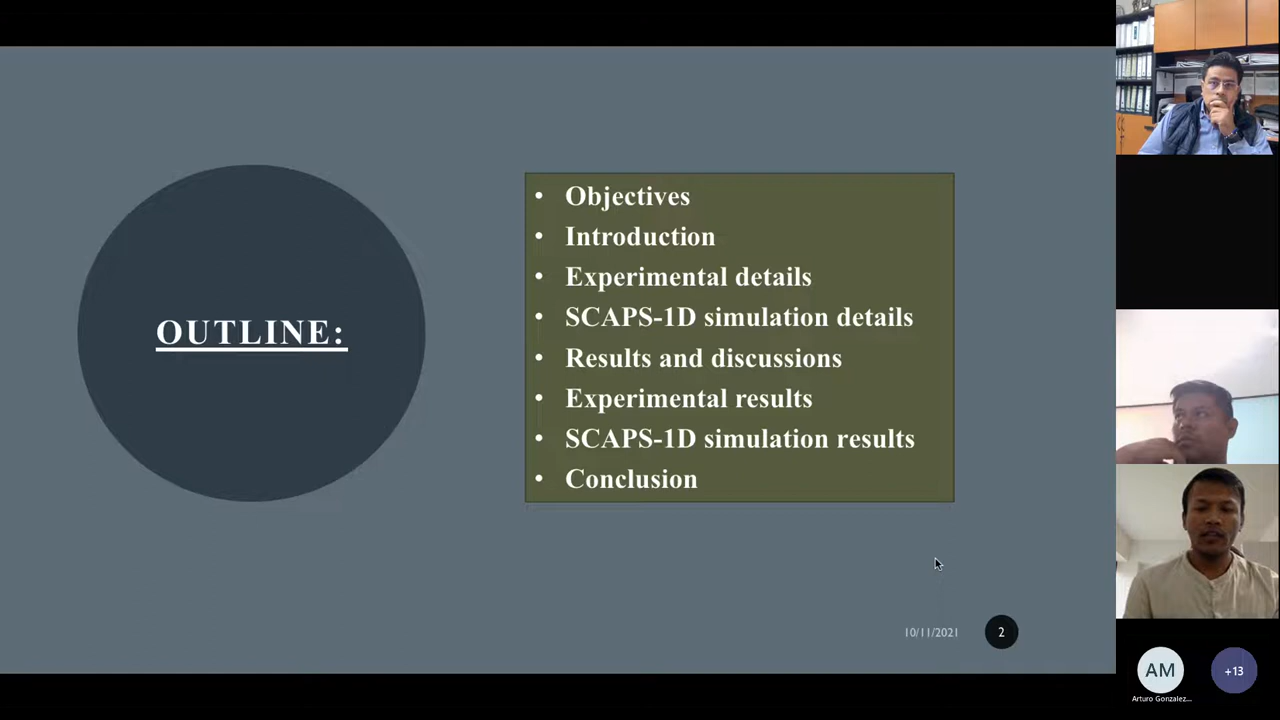 OUTLINE:
• Objectives
• Introduction
• Experimental details
• SCAPS-1D simulation details
• Results and discussions
• Experimental results
• SCAPS-1D simulation results
• Conclusion
10/11/2021
2
AM
Arturo Gonzalez...
+13